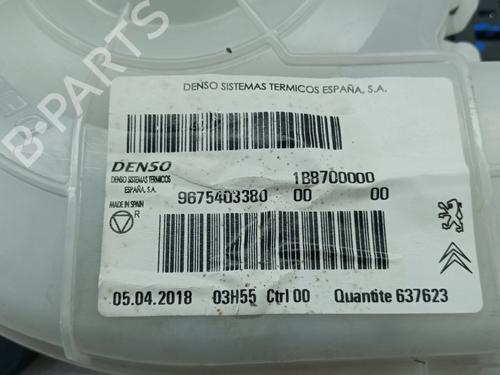 DENSO SISTEMAS TERMICOS ESPAÑA, S.A.
DENSO 1BB700000
DENSO SISTEMAS TERMICOS
ESPAÑA, S.A.
9675403380 00 00
MADE IN SPAIN
R
05.04.2018 03H55 Ctrl 00 Quantite 637623